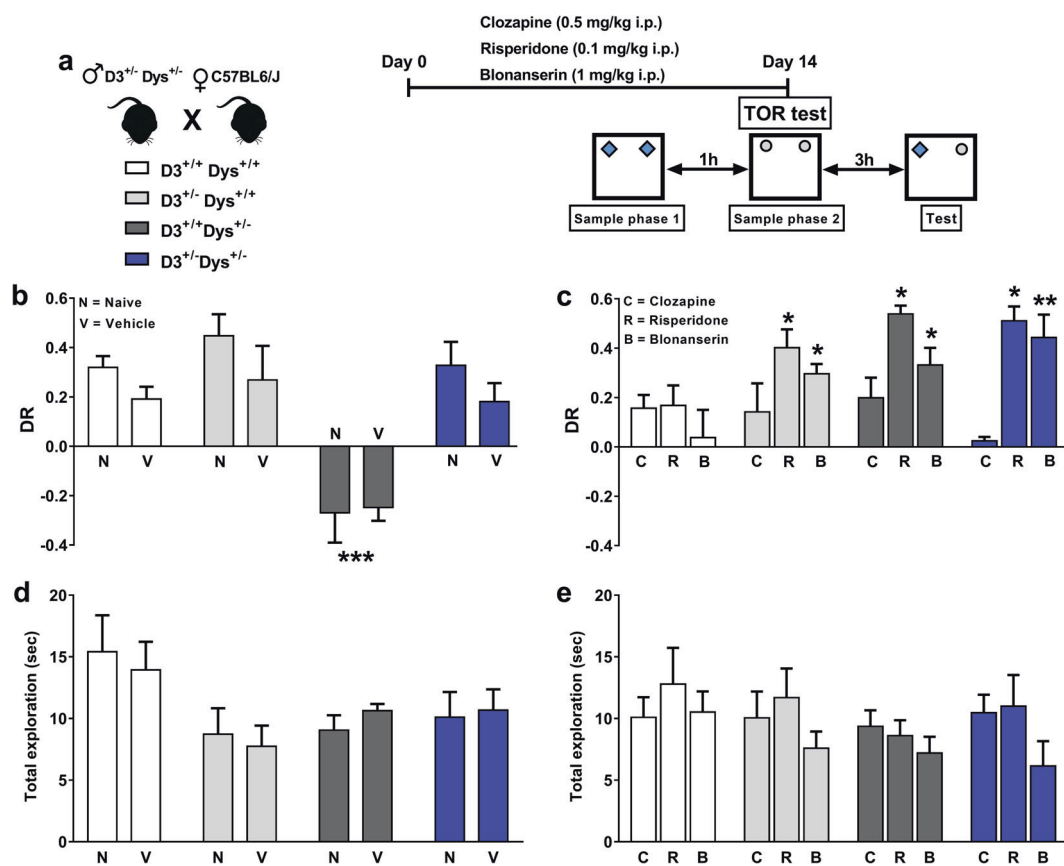 Clozapine (0.5 mg/kg i.p.)
Risperidone (0.1 mg/kg i.p.)
Blonanserin (1 mg/kg i.p.)
Day 0
Day 14
a
♂ D3+/- Dys+/- ♀ C57BL6/J
X
D3+/+ Dys+/+
D3+/- Dys+/+
D3+/+Dys+/-
D3+/-Dys+/-
TOR test
1h
3h
Sample phase 1
Sample phase 2
Test
b
N = Naive
V = Vehicle
DR
0.6
0.4
0.2
0.0
-0.2
-0.4
N V N V N V N V
***
c
C = Clozapine
R = Risperidone
B = Blonanserin
DR
0.6
0.4
0.2
0.0
-0.2
-0.4
* * * * * **
C R B C R B C R B C R B
d
Total exploration (sec)
20
15
10
5
0
N V N V N V N V
e
Total exploration (sec)
20
15
10
5
0
C R B C R B C R B C R B